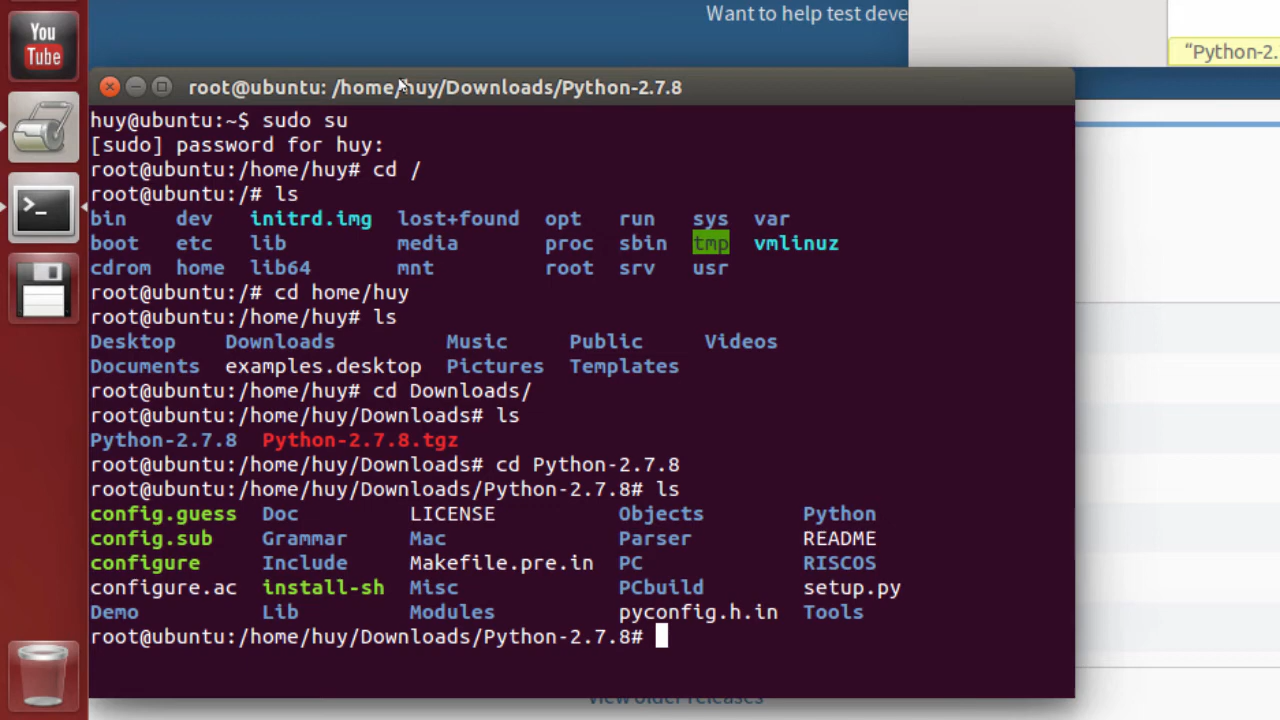 Want to help test deve
You
Tube
“Python-2.
root@ubuntu: /home/huy/Downloads/Python-2.7.8
huy@ubuntu:~$ sudo su
[sudo] password for huy:
root@ubuntu:/home/huy# cd /
root@ubuntu:/# ls
bin dev initrd.img lost+found opt run sys var
boot etc lib media proc sbin tmp vmlinuz
cdrom home lib64 mnt root srv usr
root@ubuntu:/# cd home/huy
root@ubuntu:/home/huy# ls
Desktop Downloads Music Public Videos
Documents examples.desktop Pictures Templates
root@ubuntu:/home/huy# cd Downloads/
root@ubuntu:/home/huy/Downloads# ls
Python-2.7.8 Python-2.7.8.tgz
root@ubuntu:/home/huy/Downloads# cd Python-2.7.8
root@ubuntu:/home/huy/Downloads/Python-2.7.8# ls
config.guess Doc LICENSE Objects Python
config.sub Grammar Mac Parser README
configure Include Makefile.pre.in PC RISCOS
configure.ac install-sh Misc PCbuild setup.py
Demo Lib Modules pyconfig.h.in Tools
root@ubuntu:/home/huy/Downloads/Python-2.7.8#
view older releases